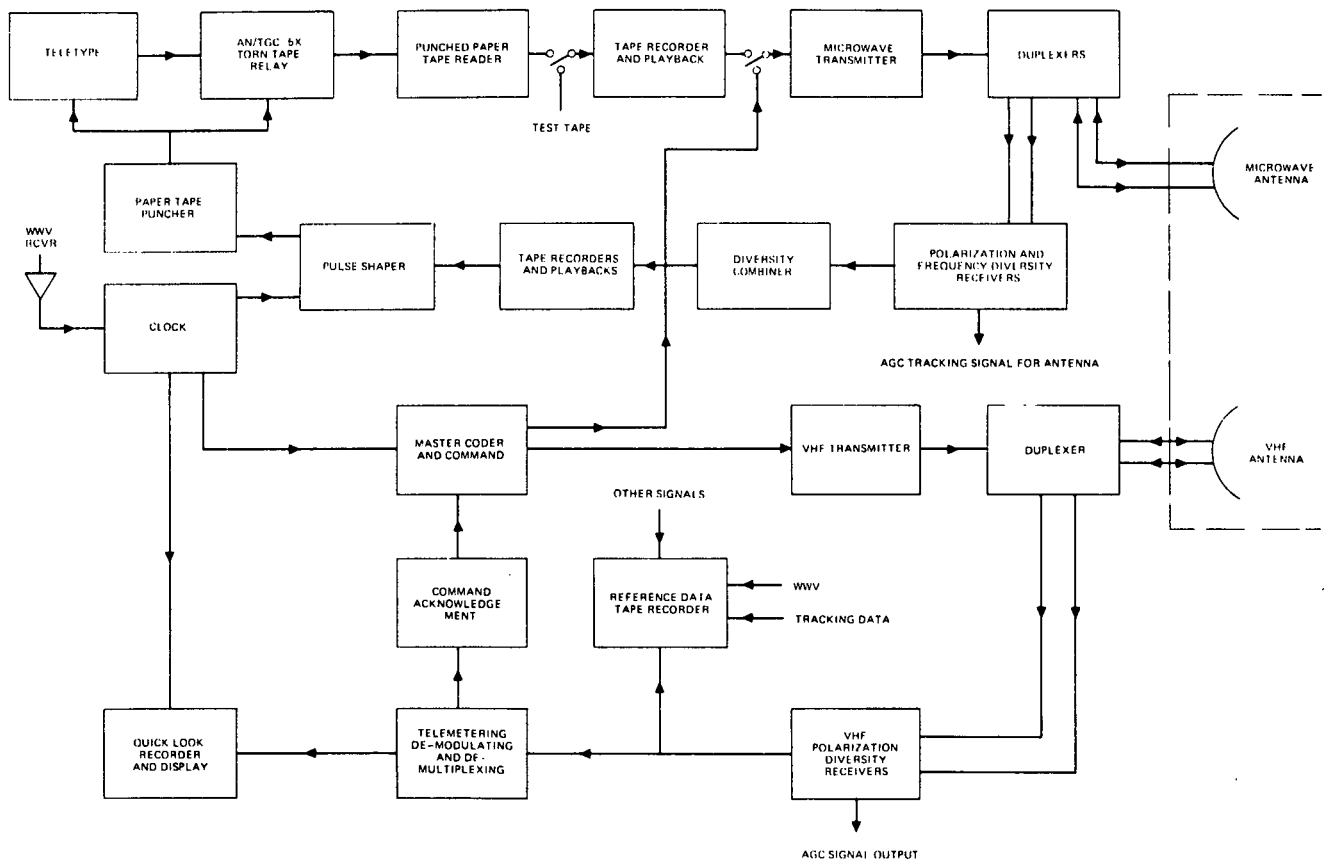 TELETYPE
AN/TGC 5X
TORN TAPE
RELAY
PUNCHED PAPER
TAPE READER
TEST TAPE
TAPE RECORDER
AND PLAYBACK
MICROWAVE
TRANSMITTER
DUPLEXERS
MICROWAVE
ANTENNA
PAPER TAPE
PUNCHER
WWV
RCVR
PULSE SHAPER
TAPE RECORDERS
AND PLAYBACKS
DIVERSITY
COMBINER
POLARIZATION AND
FREQUENCY DIVERSITY
RECEIVERS
CLOCK
AGC TRACKING SIGNAL FOR ANTENNA
MASTER CODER
AND COMMAND
VHF TRANSMITTER
DUPLEXER
VHF
ANTENNA
OTHER SIGNALS
COMMAND
ACKNOWLEDGE
MENT
REFERENCE DATA
TAPE RECORDER
WWV
TRACKING DATA
QUICK LOOK
RECORDER
AND DISPLAY
TELEMETERING
DE-MODULATING
AND DE-
MULTIPLEXING
VHF
POLARIZATION
DIVERSITY
RECEIVERS
AGC SIGNAL OUTPUT